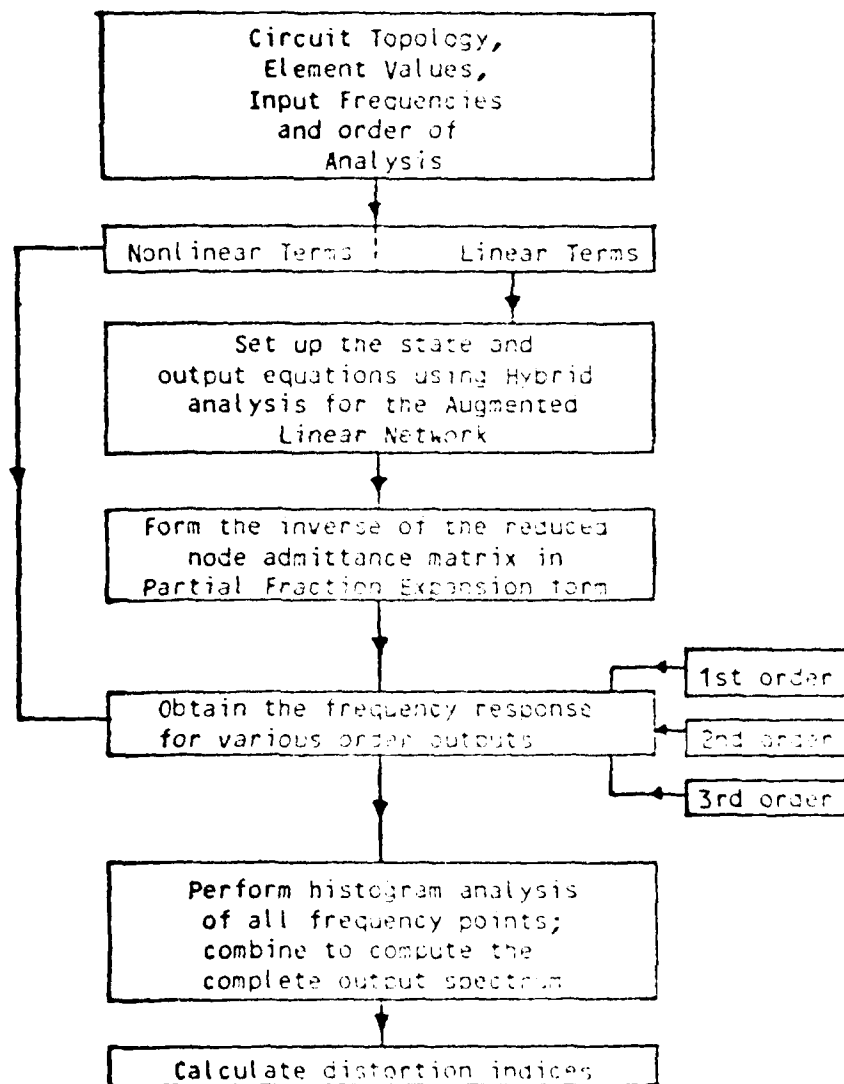 Circuit Topology,
Element Values,
Input Frequencies
and order of
Analysis
Nonlinear Terms Linear Terms
Set up the state and
output equations using Hybrid
analysis for the Augmented
Linear Network
Form the inverse of the reduced
node admittance matrix in
Partial Fraction Expansion form
1st order
Obtain the frequency response
for various order outputs
2nd order
3rd order
Perform histogram analysis
of all frequency points;
combine to compute the
complete output spectrum
Calculate distortion indices